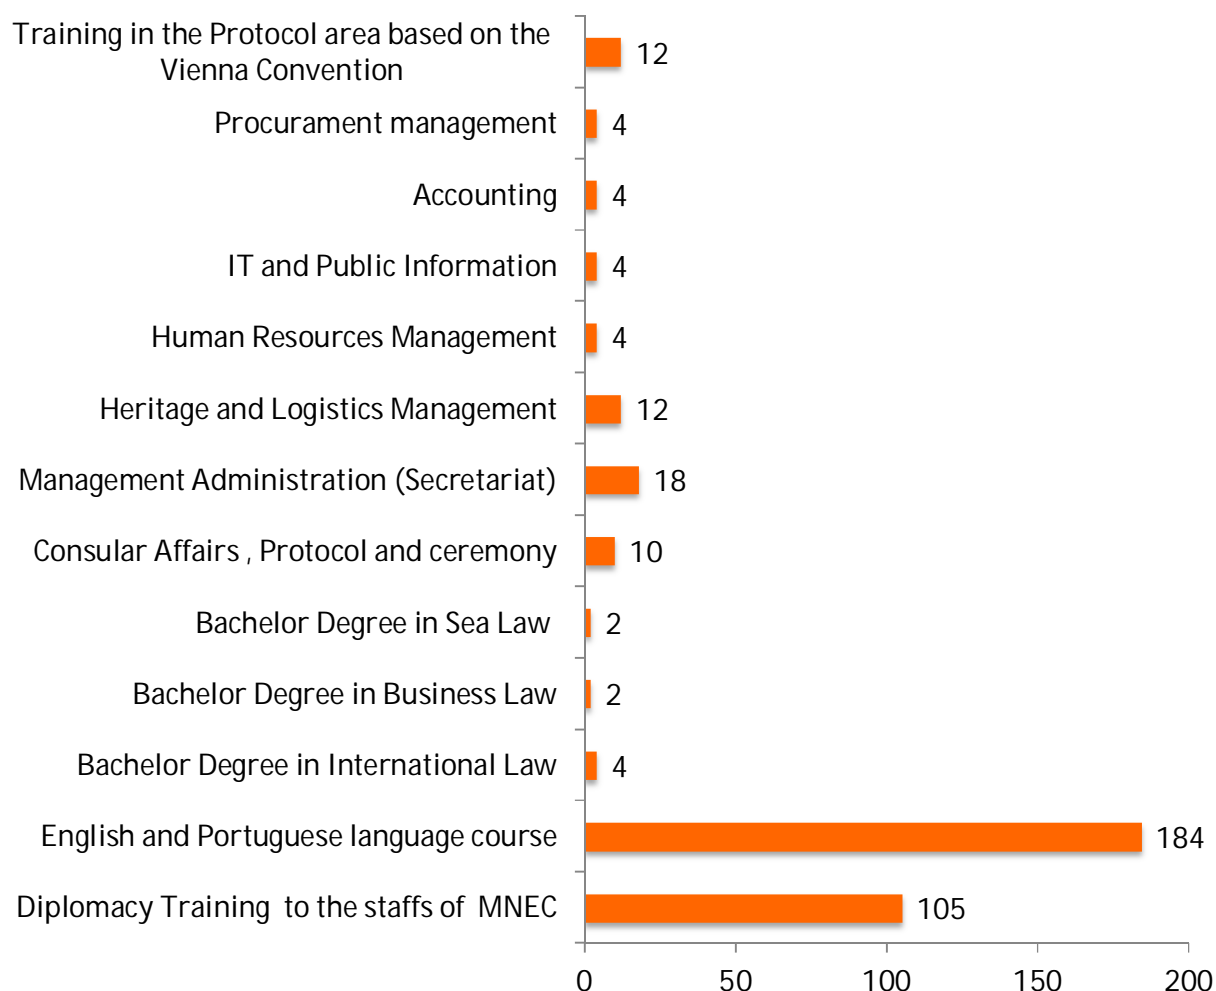 Training in the Protocol area based on the
Vienna Convention
12
Procurament management
4
Accounting
4
IT and Public Information
4
Human Resources Management
4
Heritage and Logistics Management
12
Management Administration (Secretariat)
18
Consular Affairs , Protocol and ceremony
10
Bachelor Degree in Sea Law
2
Bachelor Degree in Business Law
2
Bachelor Degree in International Law
4
English and Portuguese language course
184
Diplomacy Training to the staffs of MNEC
105
0 50 100 150 200